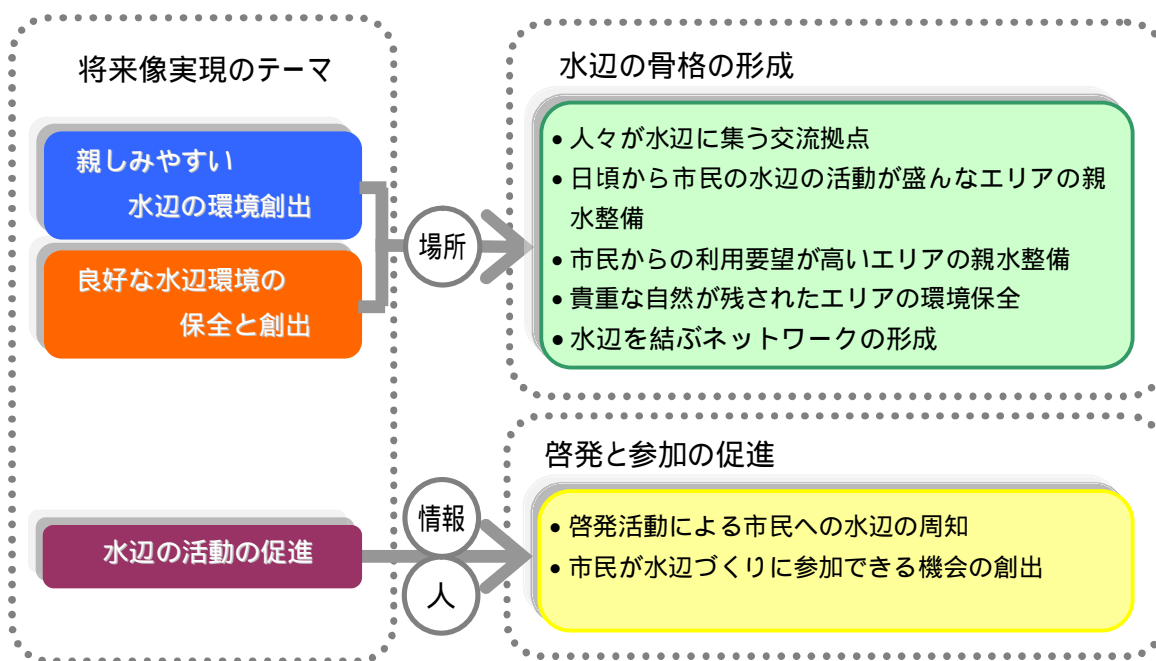 将来像実現のテーマ
親しみやすい
水辺の環境創出
良好な水辺環境の
保全と創出
水辺の活動の促進
場所
情報
人
水辺の骨格の形成
•人々が水辺に集う交流拠点
•日頃から市民の水辺の活動が盛んなエリアの親
水整備
•市民からの利用要望が高いエリアの親水整備
•貴重な自然が残されたエリアの環境保全
•水辺を結ぶネットワークの形成
啓発と参加の促進
•啓発活動による市民への水辺の周知
•市民が水辺づくりに参加できる機会の創出